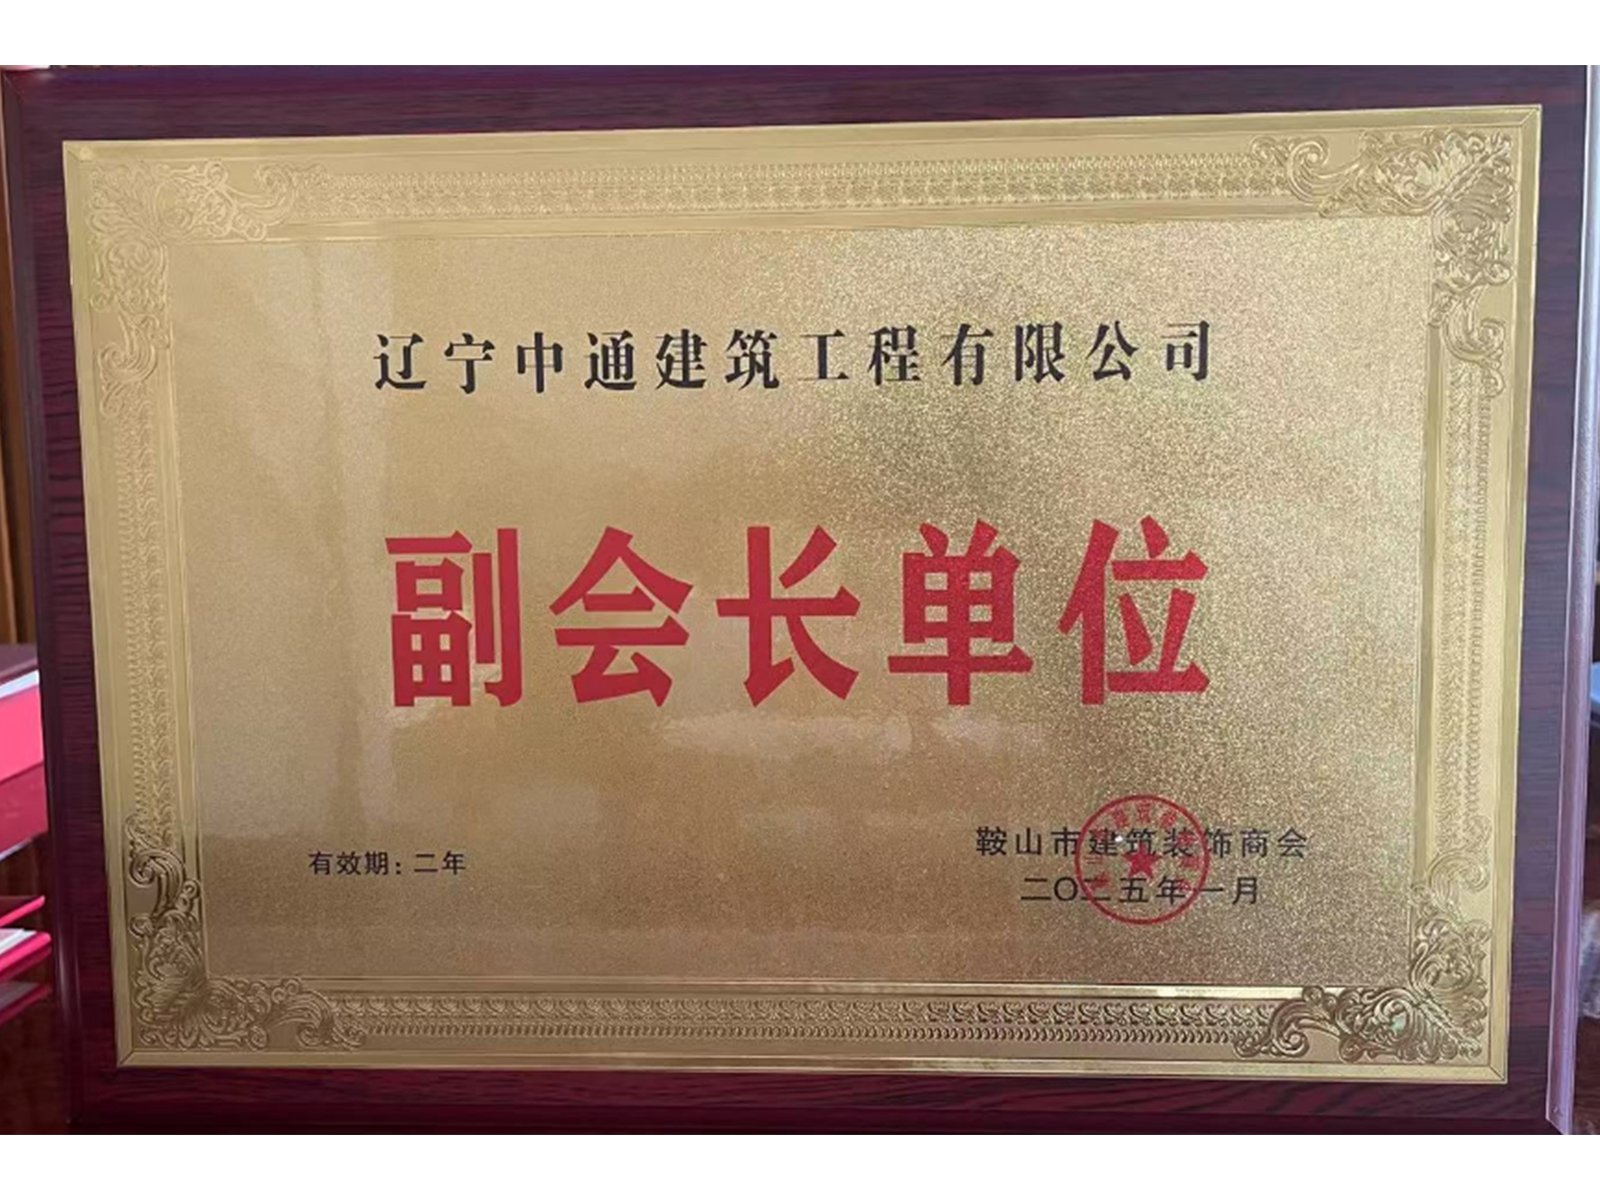 辽宁中通建筑工程有限公司
副会长单位
有效期：二年
鞍山市建筑装饰商会
二〇二五年一月